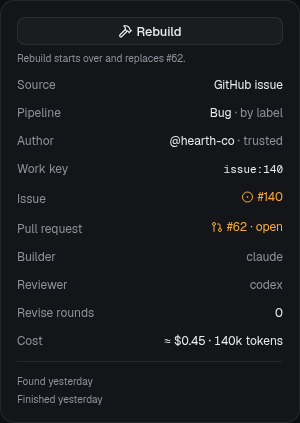 Rebuild
Rebuild starts over and replaces #62.
Source GitHub issue
Pipeline Bug · by label
Author @hearth-co · trusted
Work key issue:140
Issue #140
Pull request #62 · open
Builder claude
Reviewer codex
Revise rounds 0
Cost ≈ $0.45 · 140k tokens
Found yesterday
Finished yesterday